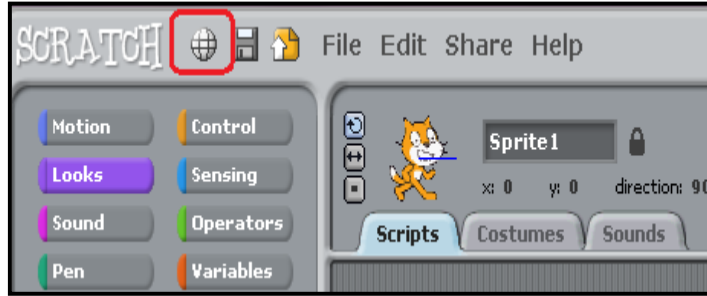 SCRATCH File Edit Share Help
Motion Control
Looks Sensing
Sound Operators
Pen Variables
Sprite1
x: 0 y: 0 direction: 90
Scripts Costumes Sounds